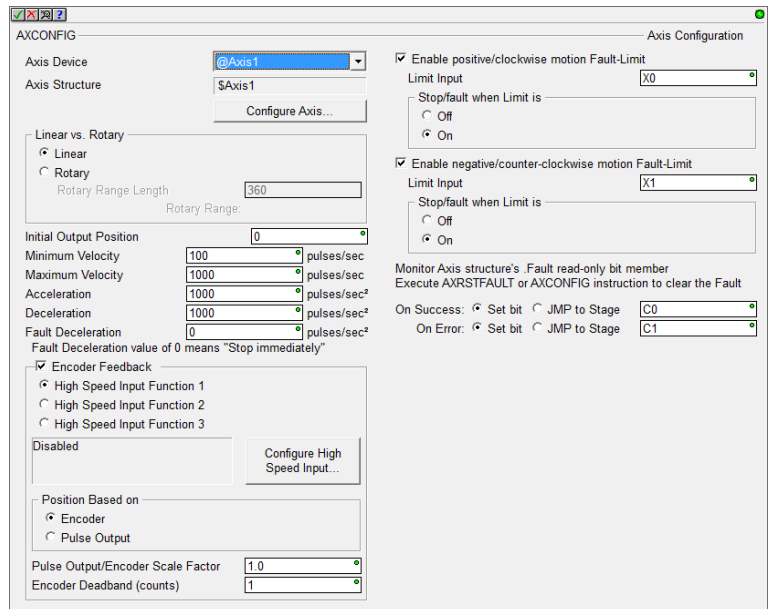 AXCONFIG
Axis Configuration
Axis Device
@Axis1
Axis Structure
$Axis1
Configure Axis...
Linear vs. Rotary
Linear
Rotary
Rotary Range Length
360
Rotary Range:
Initial Output Position
0
Minimum Velocity
100
pulses/sec
Maximum Velocity
1000
pulses/sec
Acceleration
1000
pulses/sec²
Deceleration
1000
pulses/sec²
Fault Deceleration
0
pulses/sec²
Fault Deceleration value of 0 means "Stop immediately"
Encoder Feedback
High Speed Input Function 1
High Speed Input Function 2
High Speed Input Function 3
Disabled
Configure High
Speed Input...
Position Based on
Encoder
Pulse Output
Pulse Output/Encoder Scale Factor
1.0
Encoder Deadband (counts)
1
Enable positive/clockwise motion Fault-Limit
Limit Input
X0
Stop/fault when Limit is
Off
On
Enable negative/counter-clockwise motion Fault-Limit
Limit Input
X1
Stop/fault when Limit is
Off
On
Monitor Axis structure's .Fault read-only bit member
Execute AXRSTFAULT or AXCONFIG instruction to clear the Fault
On Success: Set bit JMP to Stage C0
On Error: Set bit JMP to Stage C1